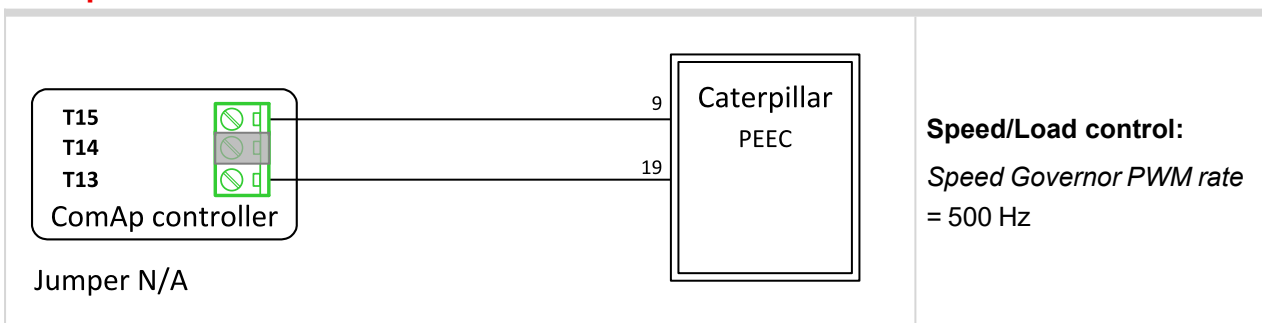 T15
T14
T13
ComAp controller
Jumper N/A
9
19
Caterpillar
PEEC
Speed/Load control:
Speed Governor PWM rate
= 500 Hz